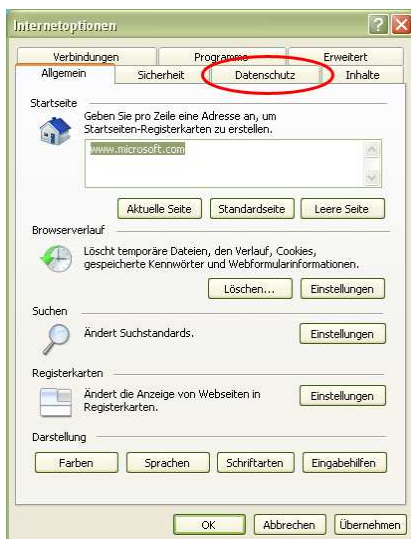 Internetoptionen
Verbindungen Programme Erweitert
Allgemein Sicherheit Datenschutz Inhalte
Startseite
Geben Sie pro Zeile eine Adresse an, um
Startseiten-Registerkarten zu erstellen.
www.microsoft.com
Aktuelle Seite Standardseite Leere Seite
Browserverlauf
Löscht temporäre Dateien, den Verlauf, Cookies,
gespeicherte Kennwörter und Webformularinformationen.
Löschen... Einstellungen
Suchen
Ändert Suchstandards. Einstellungen
Registerkarten
Ändert die Anzeige von Webseiten in
Registerkarten. Einstellungen
Darstellung
Farben Sprachen Schriftarten Eingabehilfen
OK Abbrechen Übernehmen